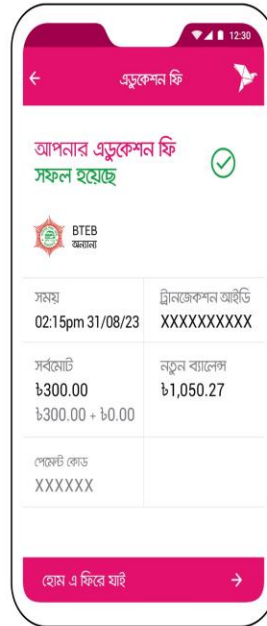 12:30
এডুকেশন ফি
আপনার এডুকেশন ফি
সফল হয়েছে
BTEB
অন্যান্য
সময়
02:15pm 31/08/23
ট্রানজেকশন আইডি
XXXXXXXXXX
সর্বমোট
৳300.00
৳300.00 + ৳0.00
নতুন ব্যালেন্স
৳1,050.27
পেমেন্ট কোড
XXXXXX
হোম এ ফিরে যাই